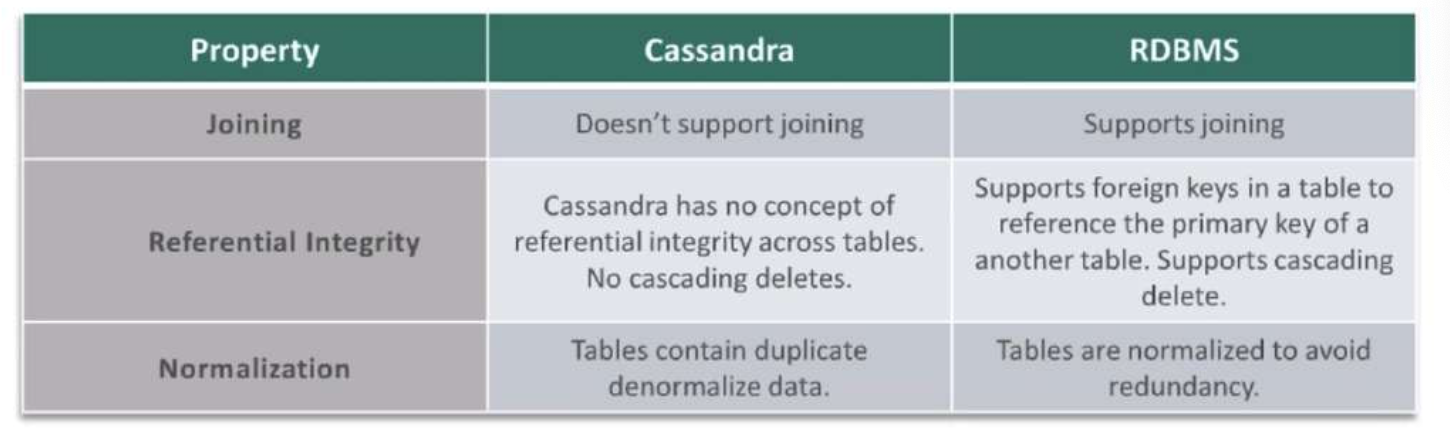 Property Cassandra RDBMS
Joining Doesn't support joining Supports joining
Referential Integrity
Cassandra has no concept of
referential integrity across tables.
No cascading deletes.
Supports foreign keys in a table to
reference the primary key of a
another table. Supports cascading
delete.
Normalization
Tables contain duplicate
denormalize data.
Tables are normalized to avoid
redundancy.